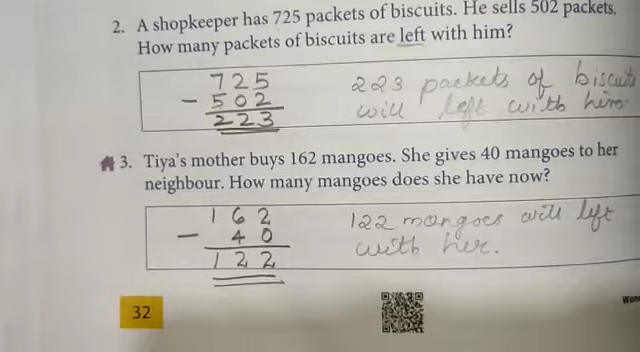 2. A shopkeeper has 725 packets of biscuits. He sells 502 packets.
How many packets of biscuits are left with him?
725
- 502
223
223 packets of biscuits
will left with him.
3. Tiya's mother buys 162 mangoes. She gives 40 mangoes to her
neighbour. How many mangoes does she have now?
162
- 40
122
122 mangoes will left
with her.
32